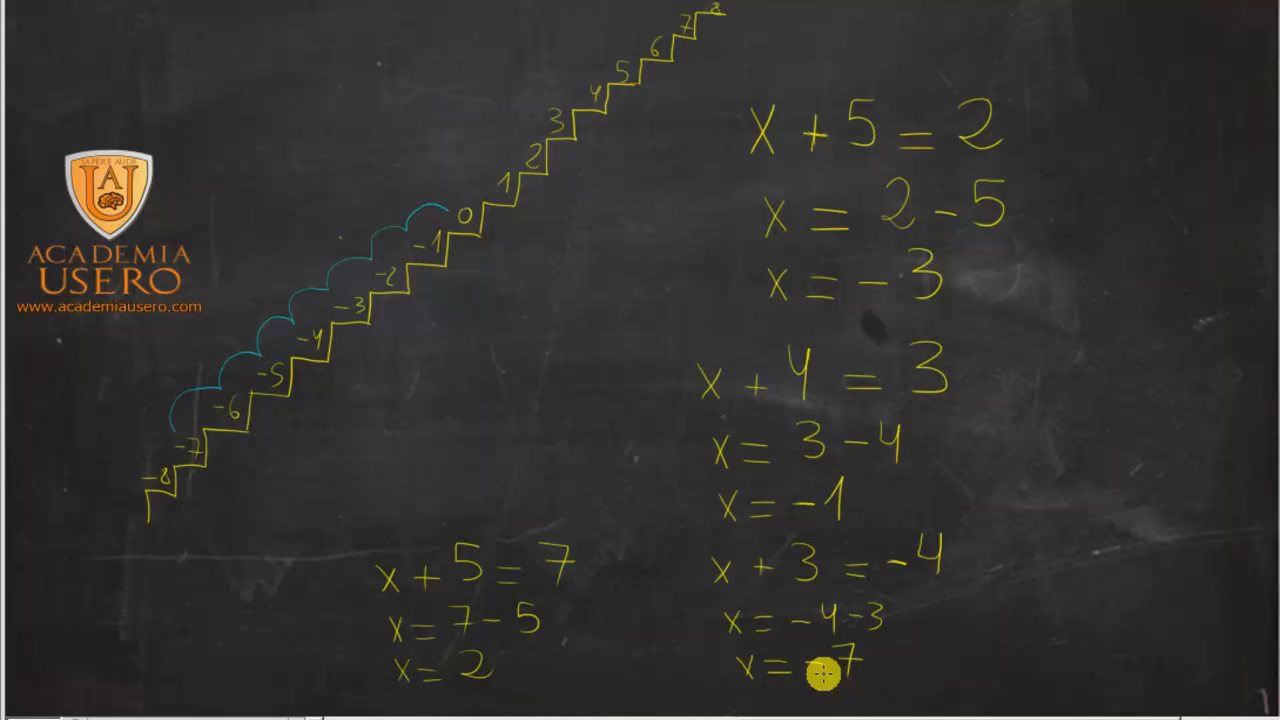 SAPERE AUDE
UAI
ACADEMIA
USERO
www.academiausero.com
8
7
6
5
4
3
2
1
0
-1
-2
-3
-4
-5
-6
-7
-8
x + 5 = 2
x = 2 - 5
x = - 3
x + 4 = 3
x = 3 - 4
x = - 1
x + 3 = - 4
x = - 4 - 3
x = - 7
x + 5 = 7
x = 7 - 5
x = 2